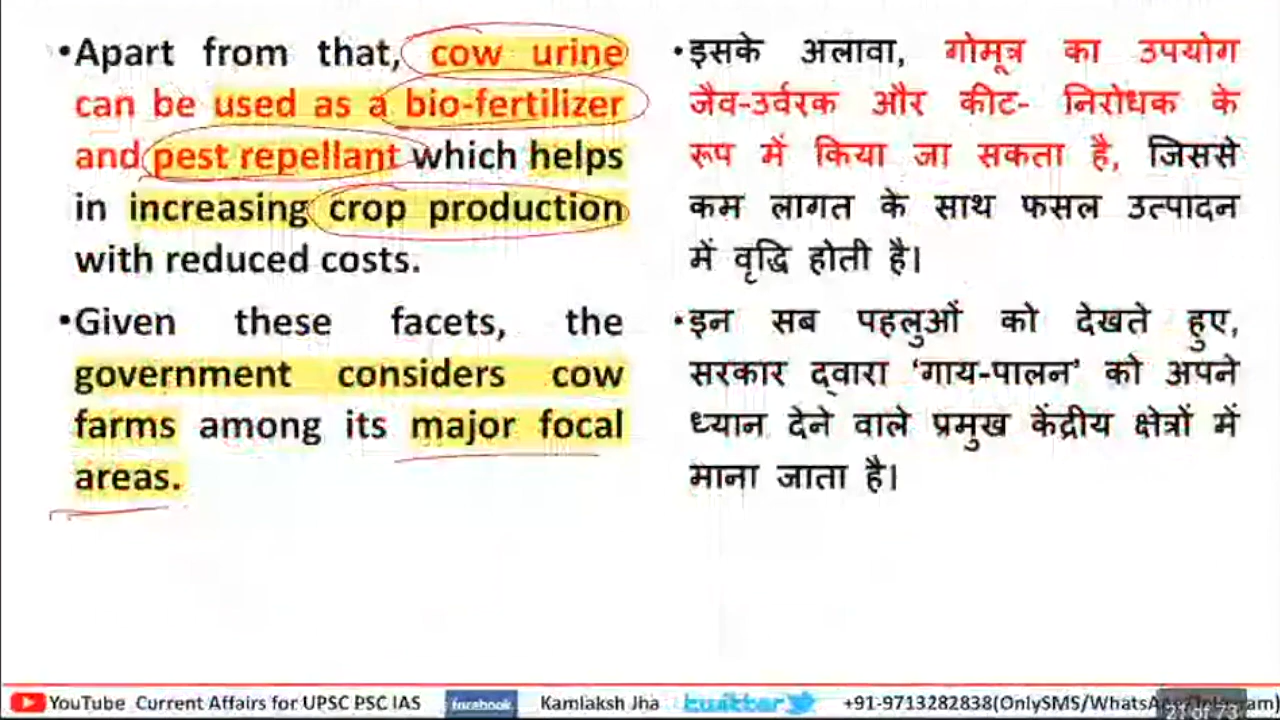 •Apart from that, cow urine
can be used as a bio-fertilizer
and pest repellant which helps
in increasing crop production
with reduced costs.
•Given these facets, the
government considers cow
farms among its major focal
areas.
•इसके अलावा, गोमूत्र का उपयोग
जैव-उर्वरक और कीट- निरोधक के
रूप में किया जा सकता है, जिससे
कम लागत के साथ फसल उत्पादन
में वृद्धि होती है।
•इन सब पहलुओं को देखते हुए,
सरकार द्वारा 'गाय-पालन' को अपने
ध्यान देने वाले प्रमुख केंद्रीय क्षेत्रों में
माना जाता है।
YouTube Current Affairs for UPSC PSC IAS facebook Kamlaksh Jha twitter +91-9713282838(OnlySMS/WhatsApp/Telegram)